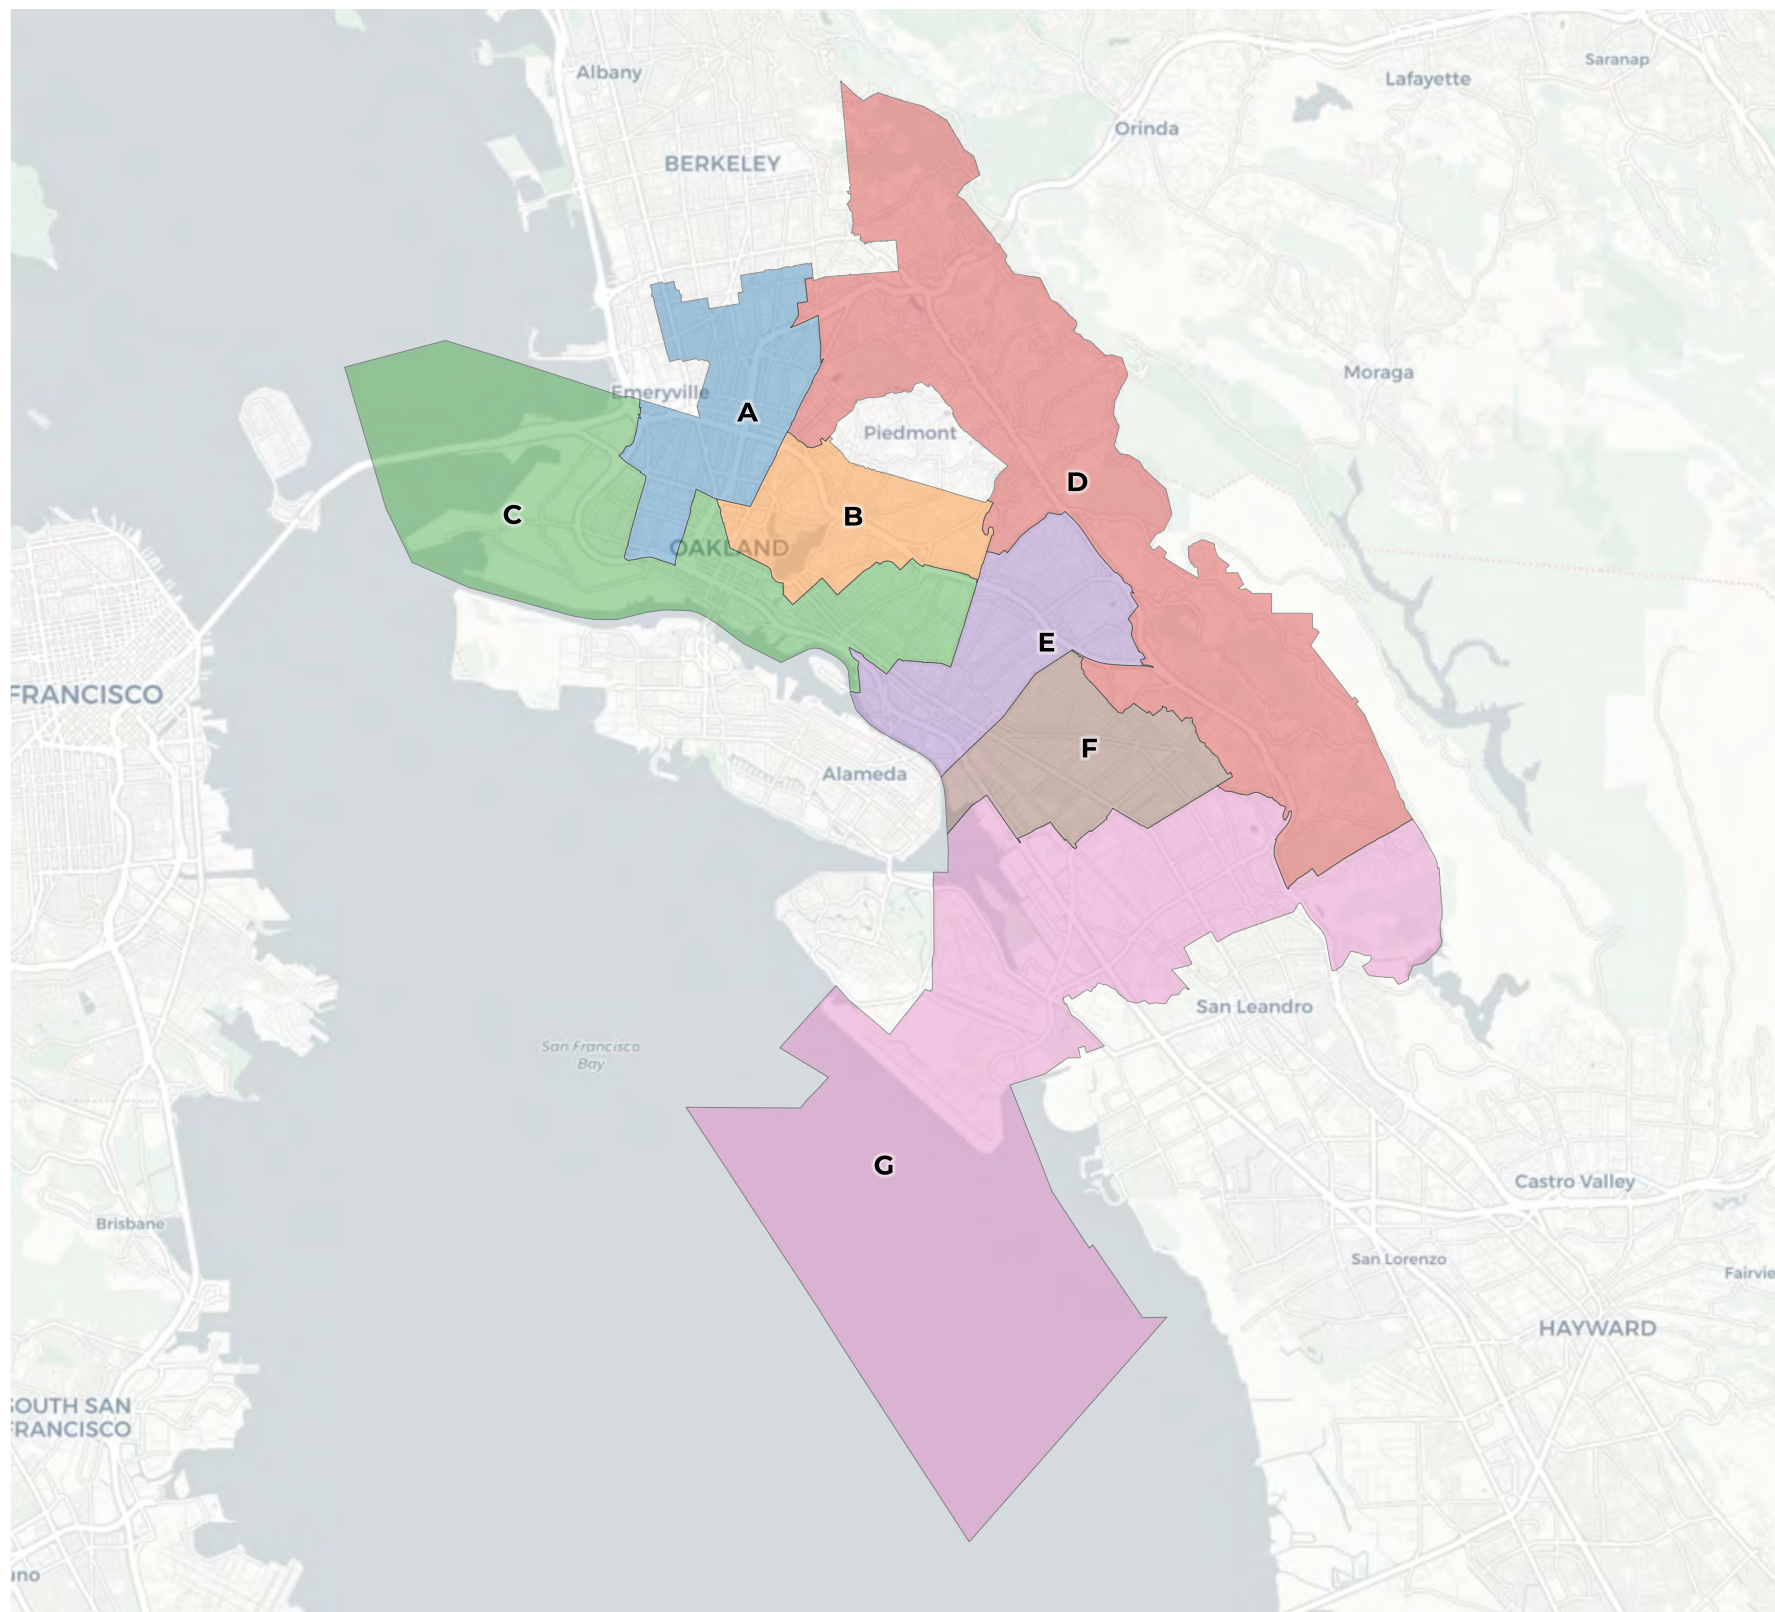 Albany
Saranap
Lafayette
Orinda
BERKELEY
Moraga
Emeryville
A
Piedmont
D
C
B
OAKLAND
E
FRANCISCO
F
Alameda
San Leandro
San Francisco
Bay
G
Castro Valley
Brisbane
San Lorenzo
Fairvie
HAYWARD
SOUTH SAN
FRANCISCO
uno